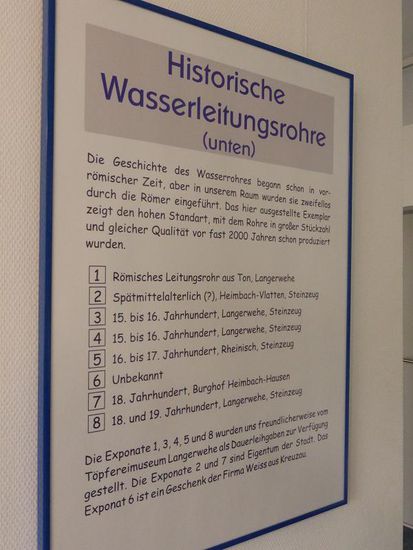 Historische
Wasserleitungsrohre
(unten)
Die Geschichte des Wasserrohres begann schon in vor-
römischer Zeit, aber in unserem Raum wurden sie zweifellos
durch die Römer eingeführt. Das hier ausgestellte Exemplar
zeigt den hohen Standart, mit dem Rohre in großer Stückzahl
und gleicher Qualität vor fast 2000 Jahren schon produziert
wurden.
1 Römisches Leitungsrohr aus Ton, Langerwehe
2 Spätmittelalterlich (?), Heimbach-Vlatten, Steinzeug
3 15. bis 16. Jahrhundert, Langerwehe, Steinzeug
4 15. bis 16. Jahrhundert, Langerwehe, Steinzeug
5 16. bis 17. Jahrhundert, Rheinisch, Steinzeug
6 Unbekannt
7 18. Jahrhundert, Burghof Heimbach-Hausen
8 18. und 19. Jahrhundert, Langerwehe, Steinzeug
Die Exponate 1, 3, 4, 5 und 8 wurden uns freundlicherweise vom
Töpfereimuseum Langerwehe als Dauerleihgaben zur Verfügung
gestellt. Die Exponate 2 und 7 sind Eigentum der Stadt. Das
Exponat 6 ist ein Geschenk der Firma Weiss aus Kreuzau.